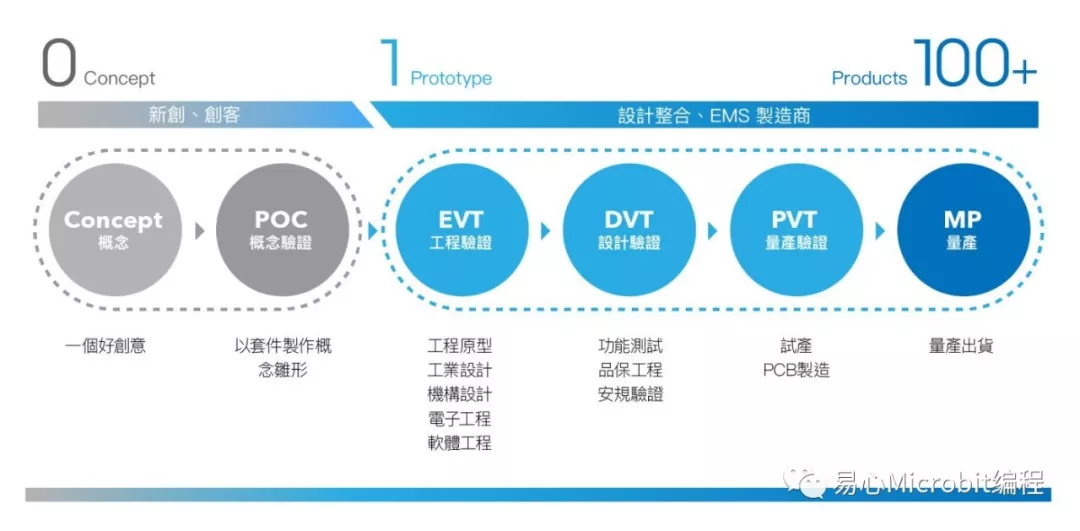 0 Concept
1 Prototype
Products 100+
新創、創客
設計整合、EMS 製造商
Concept
概念
POC
概念驗證
EVT
工程驗證
DVT
設計驗證
PVT
量產驗證
MP
量產
一個好創意
以套件製作概
念雛形
工程原型
工業設計
機構設計
電子工程
軟體工程
功能測試
品保工程
安規驗證
試產
PCB製造
量產出貨
易心Microbit编程